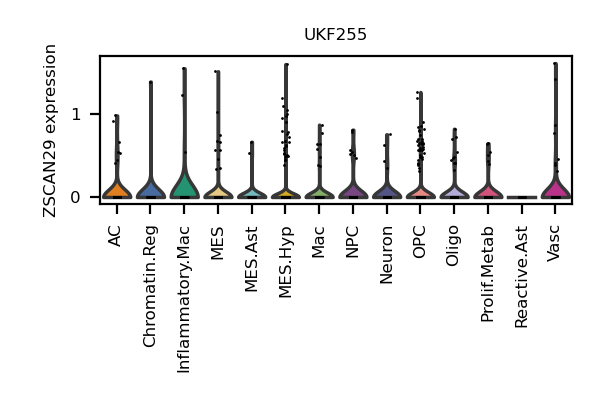 UKF255
ZSCAN29 expression
1
0
AC
Chromatin.Reg
Inflammatory.Mac
MES
MES.Ast
MES.Hyp
Mac
NPC
Neuron
OPC
Oligo
Prolif.Metab
Reactive.Ast
Vasc